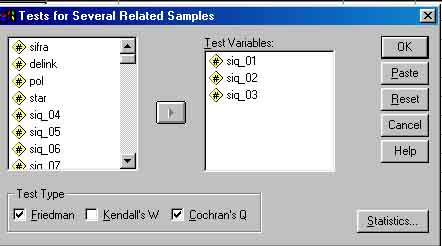 Tests for Several Related Samples
sifra
delink
pol
star
siq_04
siq_05
siq_06
siq_07
Test Variables:
siq_01
siq_02
siq_03
OK
Paste
Reset
Cancel
Help
Test Type
Friedman
Kendall's W
Cochran's Q
Statistics...